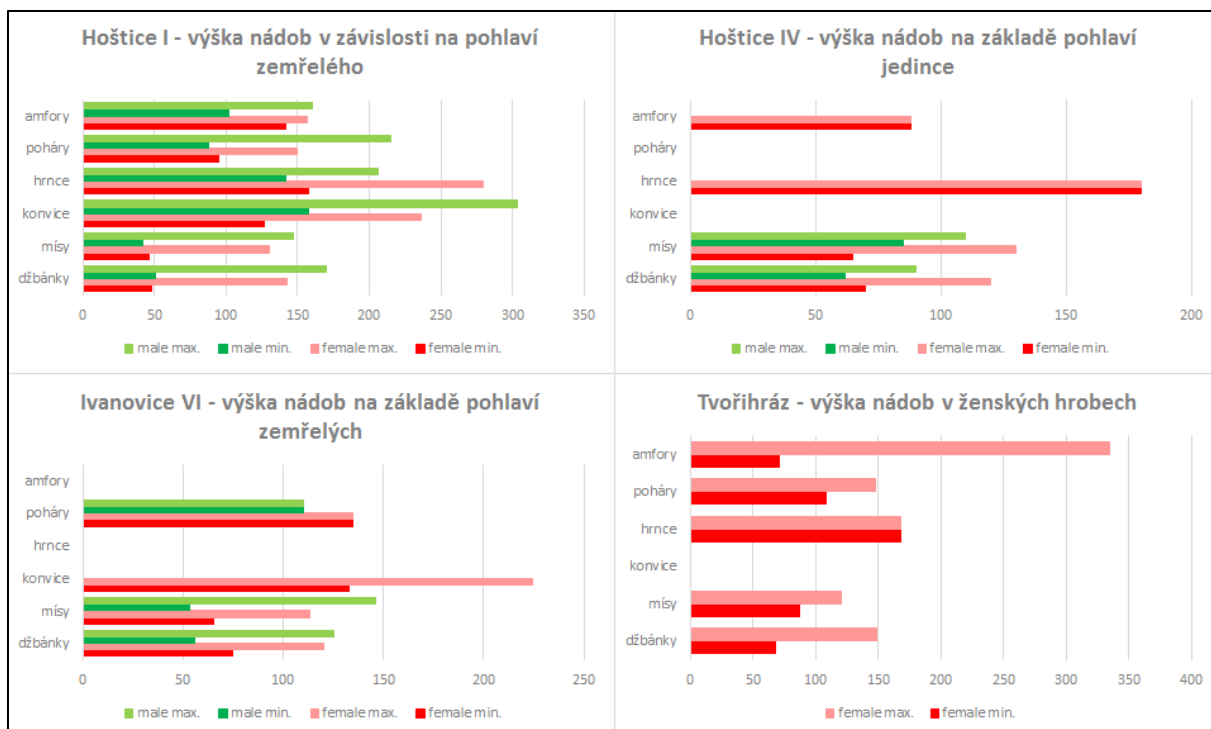 Hoštice I - výška nádob v závislosti na pohlaví
zemřelého
amfory
poháry
hrnce
konvice
mísy
džbánky
0 50 100 150 200 250 300 350
male max. male min. female max. female min.
Hoštice IV - výška nádob na základě pohlaví
jedince
amfory
poháry
hrnce
konvice
mísy
džbánky
0 50 100 150 200
male max. male min. female max. female min.
Ivanovice VI - výška nádob na základě pohlaví
zemřelých
amfory
poháry
hrnce
konvice
mísy
džbánky
0 50 100 150 200 250
male max. male min. female max. female min.
Tvořihráz - výška nádob v ženských hrobech
amfory
poháry
hrnce
konvice
mísy
džbánky
0 50 100 150 200 250 300 350 400
female max. female min.